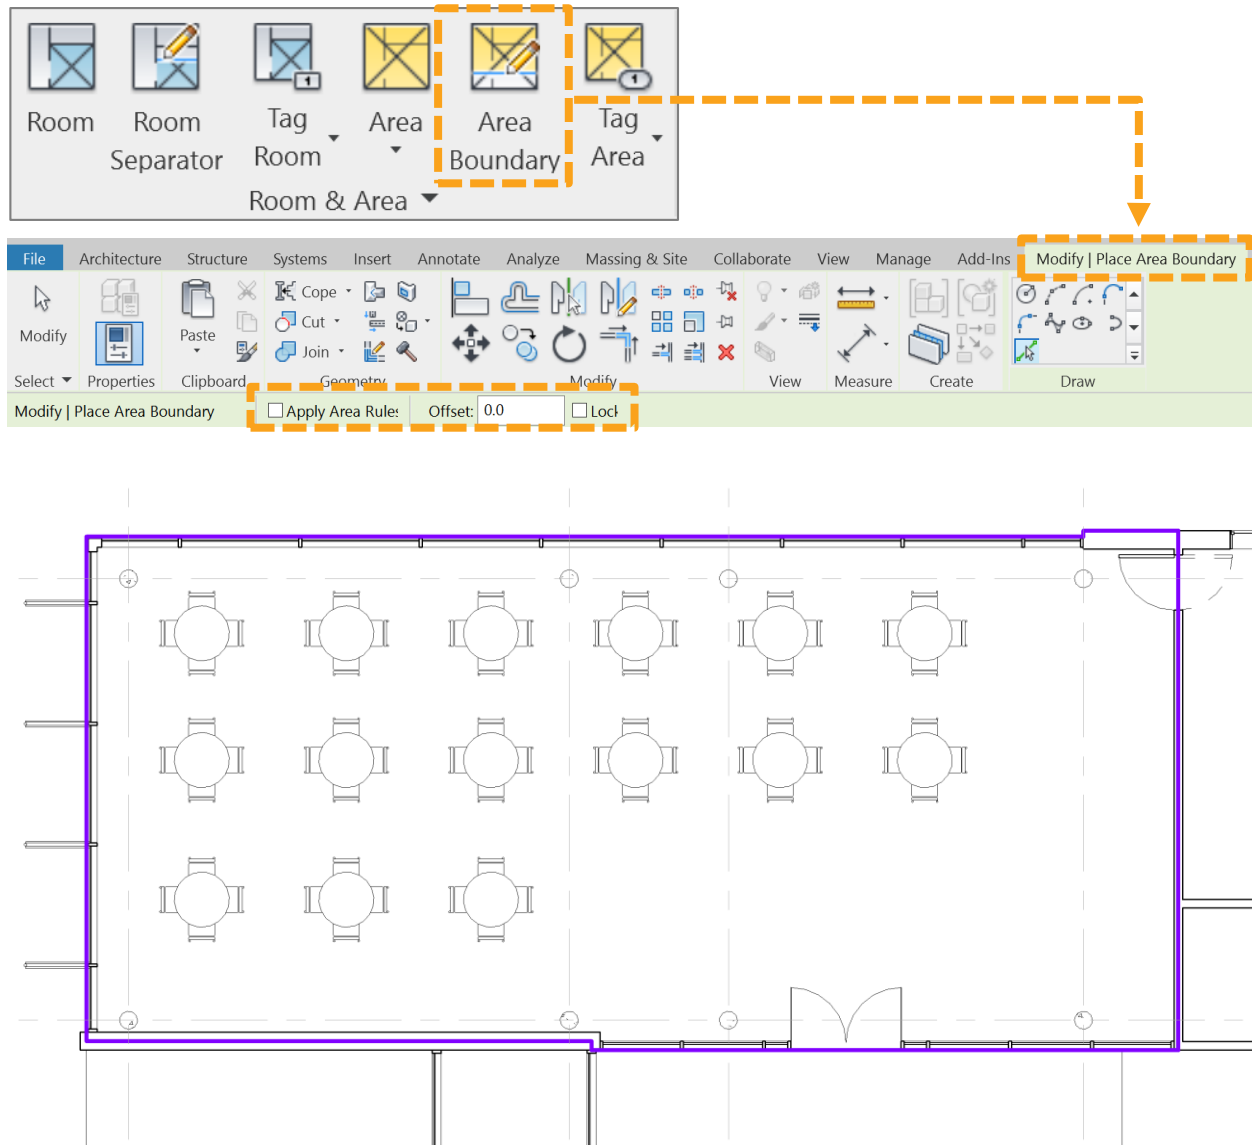 Room
Room
Separator
Tag
Room
1
Area
Area
Boundary
Tag
Area
1
Room & Area
File
Architecture
Structure
Systems
Insert
Annotate
Analyze
Massing & Site
Collaborate
View
Manage
Add-Ins
Modify | Place Area Boundary
Modify
Paste
Cope
Cut
Join
Select
Properties
Clipboard
Geometry
Modify
View
Measure
Create
Draw
Modify | Place Area Boundary
Apply Area Rules
Offset: 0.0
Lock